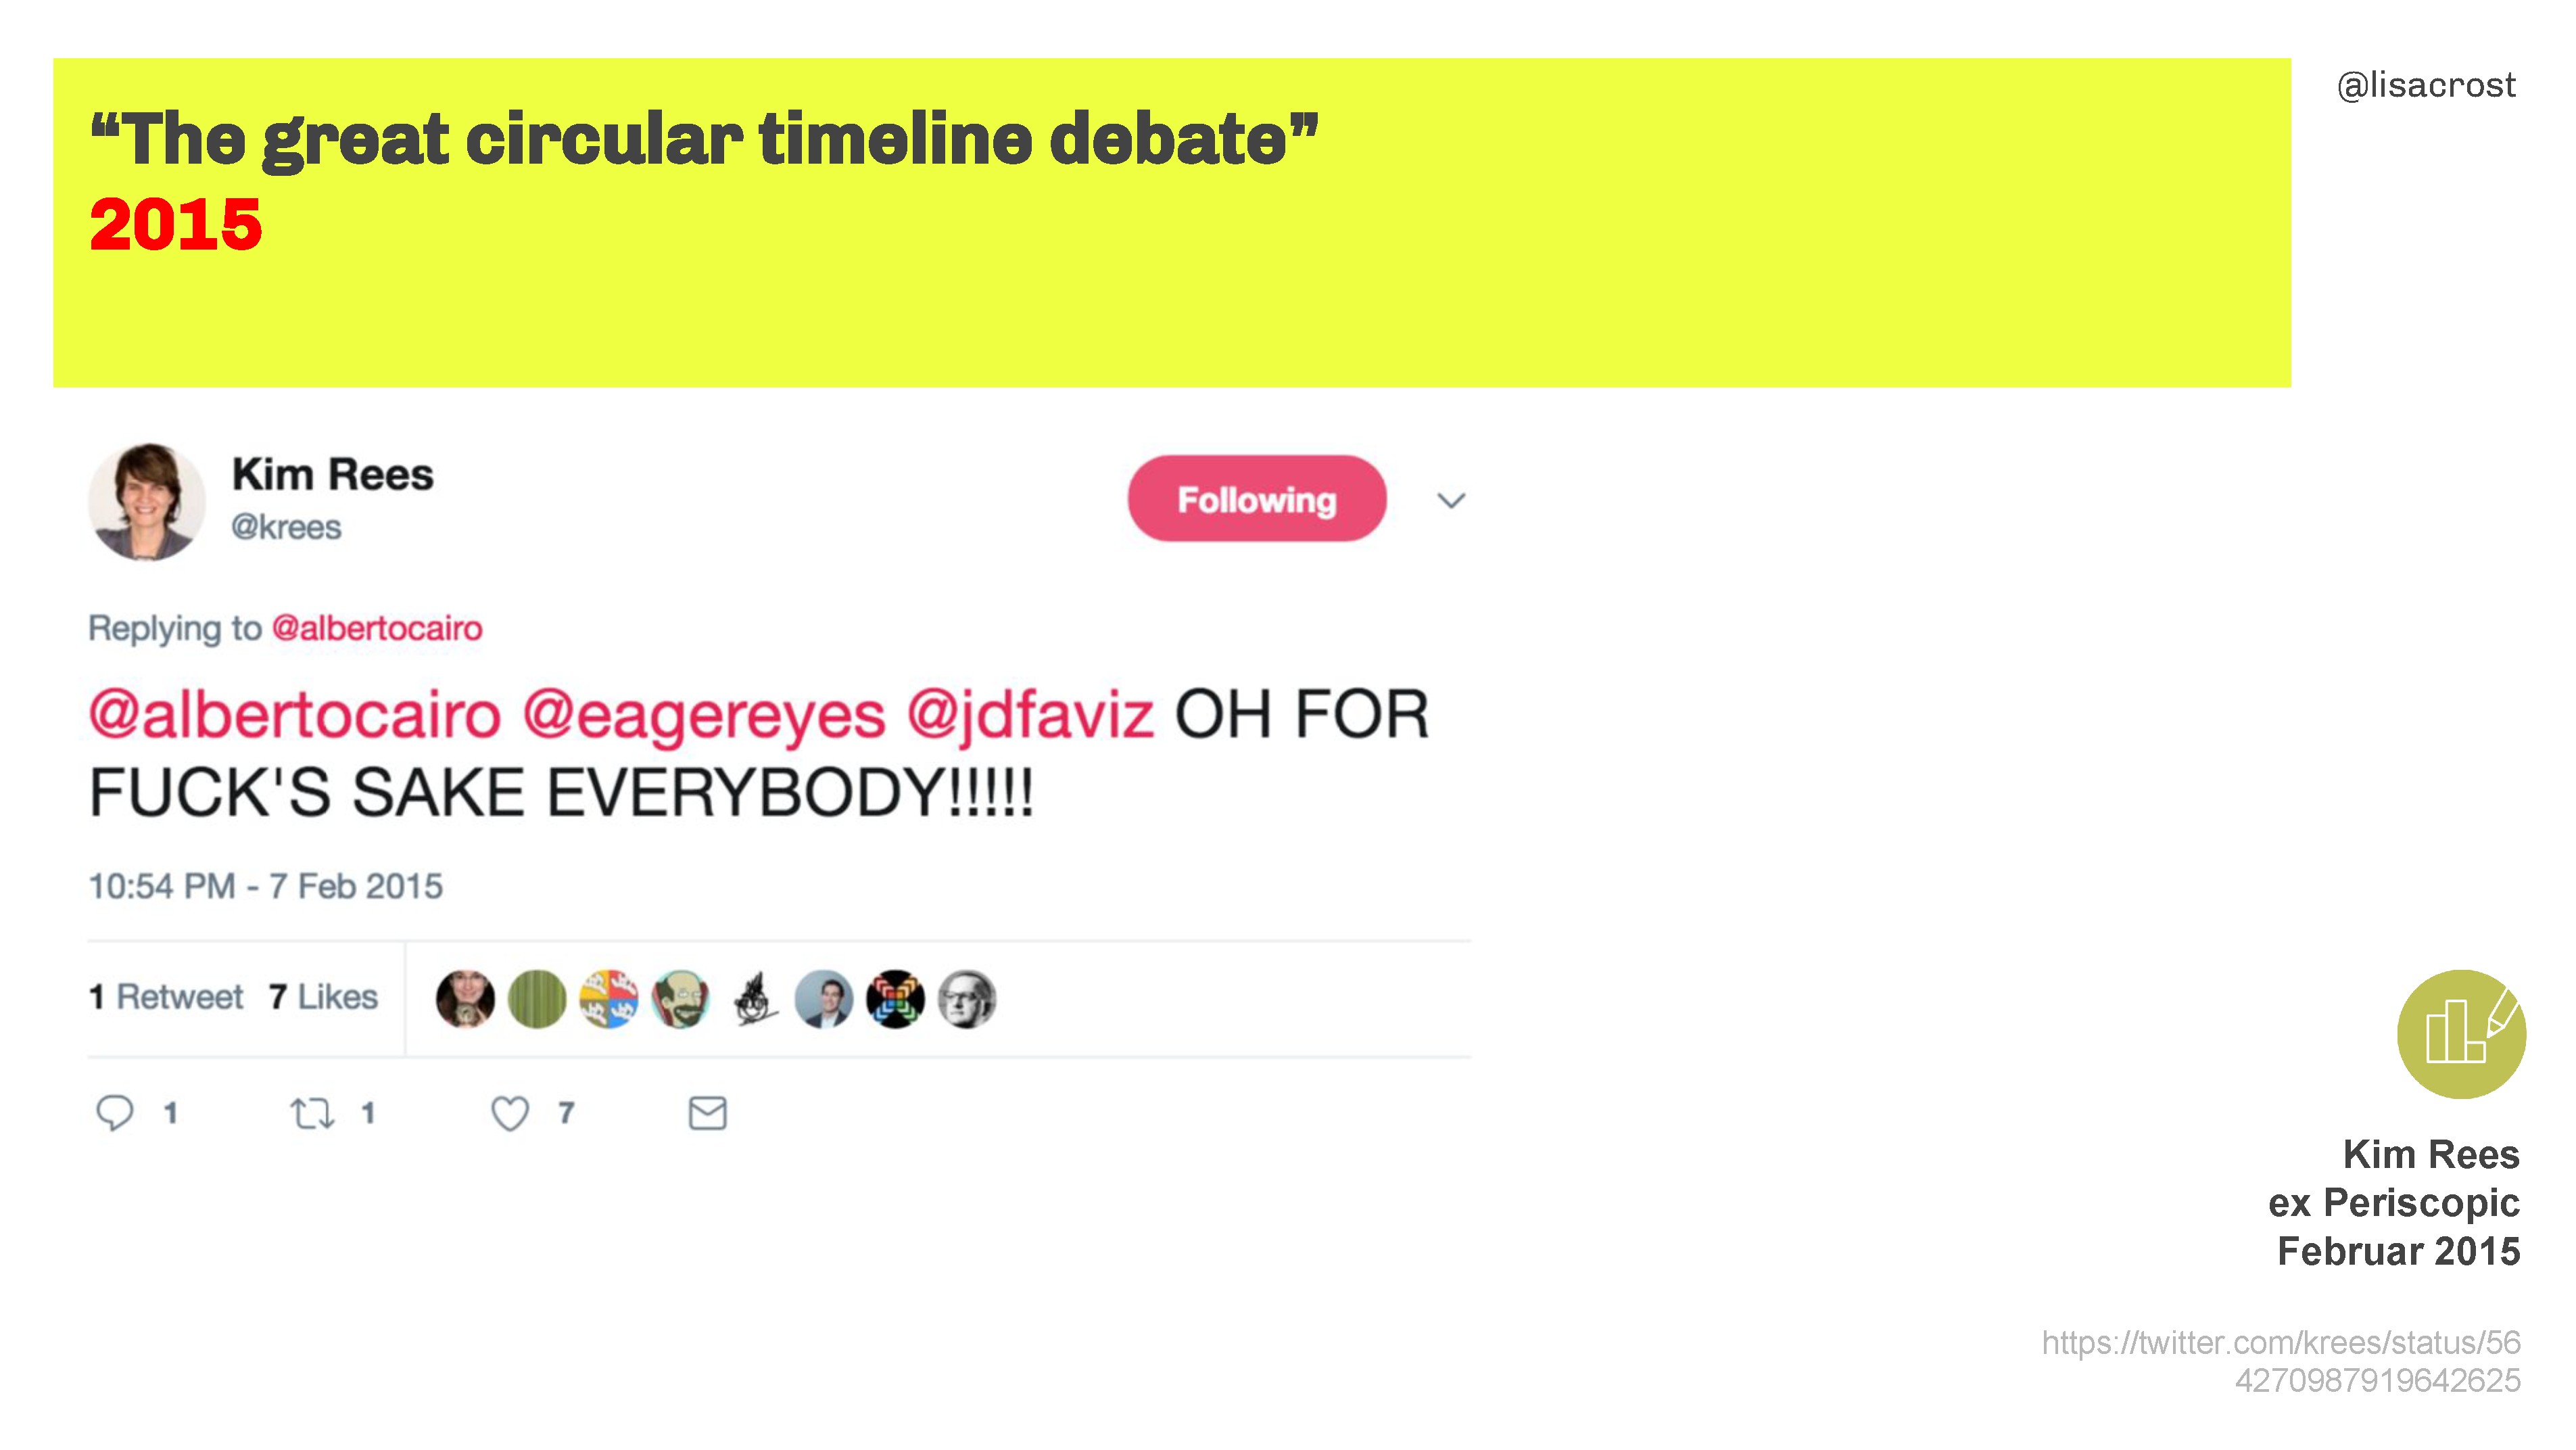 @lisacrost
“The great circular timeline debate”
2015
Kim Rees
@krees
Following
Replying to @albertocairo
@albertocairo @eagereyes @jdfaviz OH FOR
FUCK'S SAKE EVERYBODY!!!!!
10:54 PM - 7 Feb 2015
1 Retweet 7 Likes
1 1 7
Kim Rees
ex Periscopic
Februar 2015
https://twitter.com/krees/status/56
4270987919642625